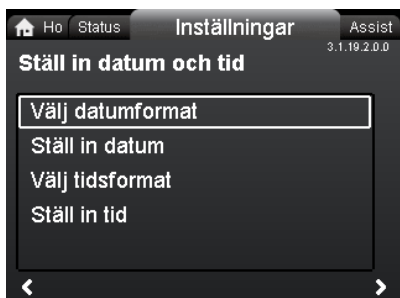 Ho Status Inställningar Assist
3.1.19.2.0.0
Ställ in datum och tid
Välj datumformat
Ställ in datum
Välj tidsformat
Ställ in tid